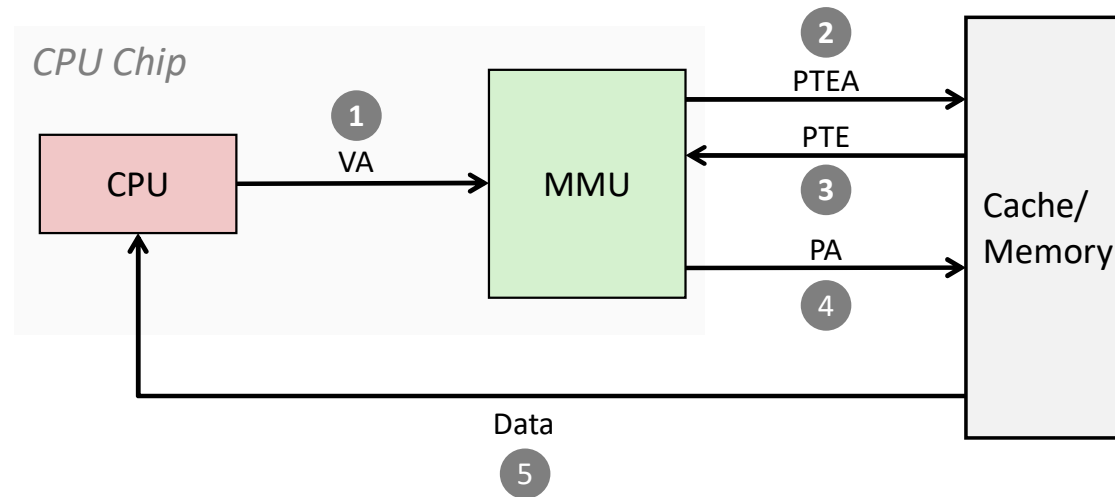 2
CPU Chip
PTEA
1
PTE
VA
CPU
MMU
3
Cache/
Memory
PA
4
Data
5